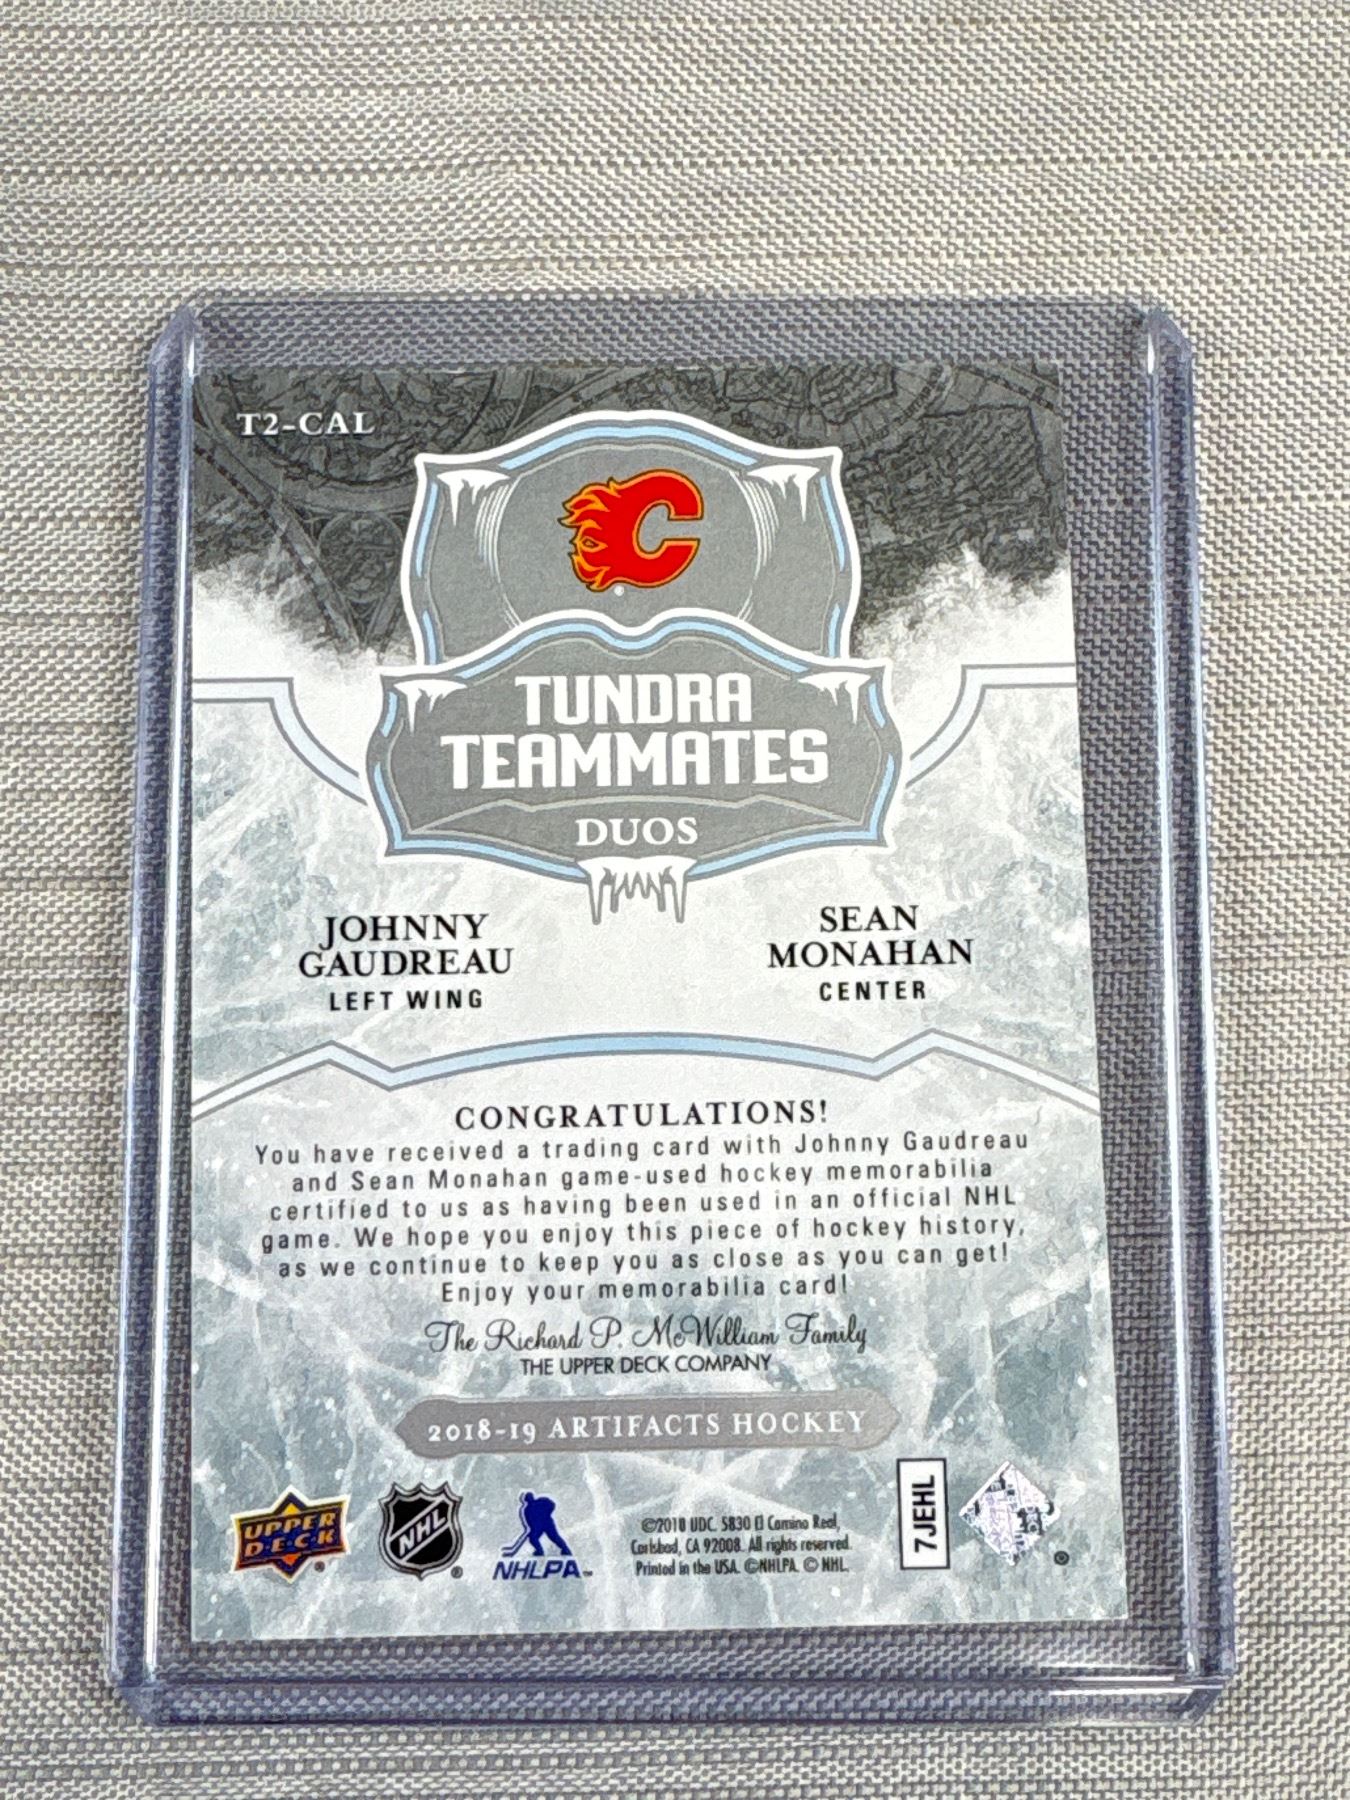 T2-CAL
TUNDRA
TEAMMATES
DUOS
JOHNNY
GAUDREAU
LEFT WING
SEAN
MONAHAN
CENTER
CONGRATULATIONS!
You have received a trading card with Johnny Gaudreau
and Sean Monahan game-used hockey memorabilia
certified to us as having been used in an official NHL
game. We hope you enjoy this piece of hockey history,
as we continue to keep you as close as you can get!
Enjoy your memorabilia card!
The Richard P. McWilliam Family
THE UPPER DECK COMPANY
2018-19 ARTIFACTS HOCKEY
UPPER
D·E·C·K
®
NHL
®
NHLPA™
©2018 UDC. 5830 El Camino Real,
Carlsbad, CA 92008. All rights reserved.
Printed in the USA. ©NHLPA. © NHL.
7JEHL
®